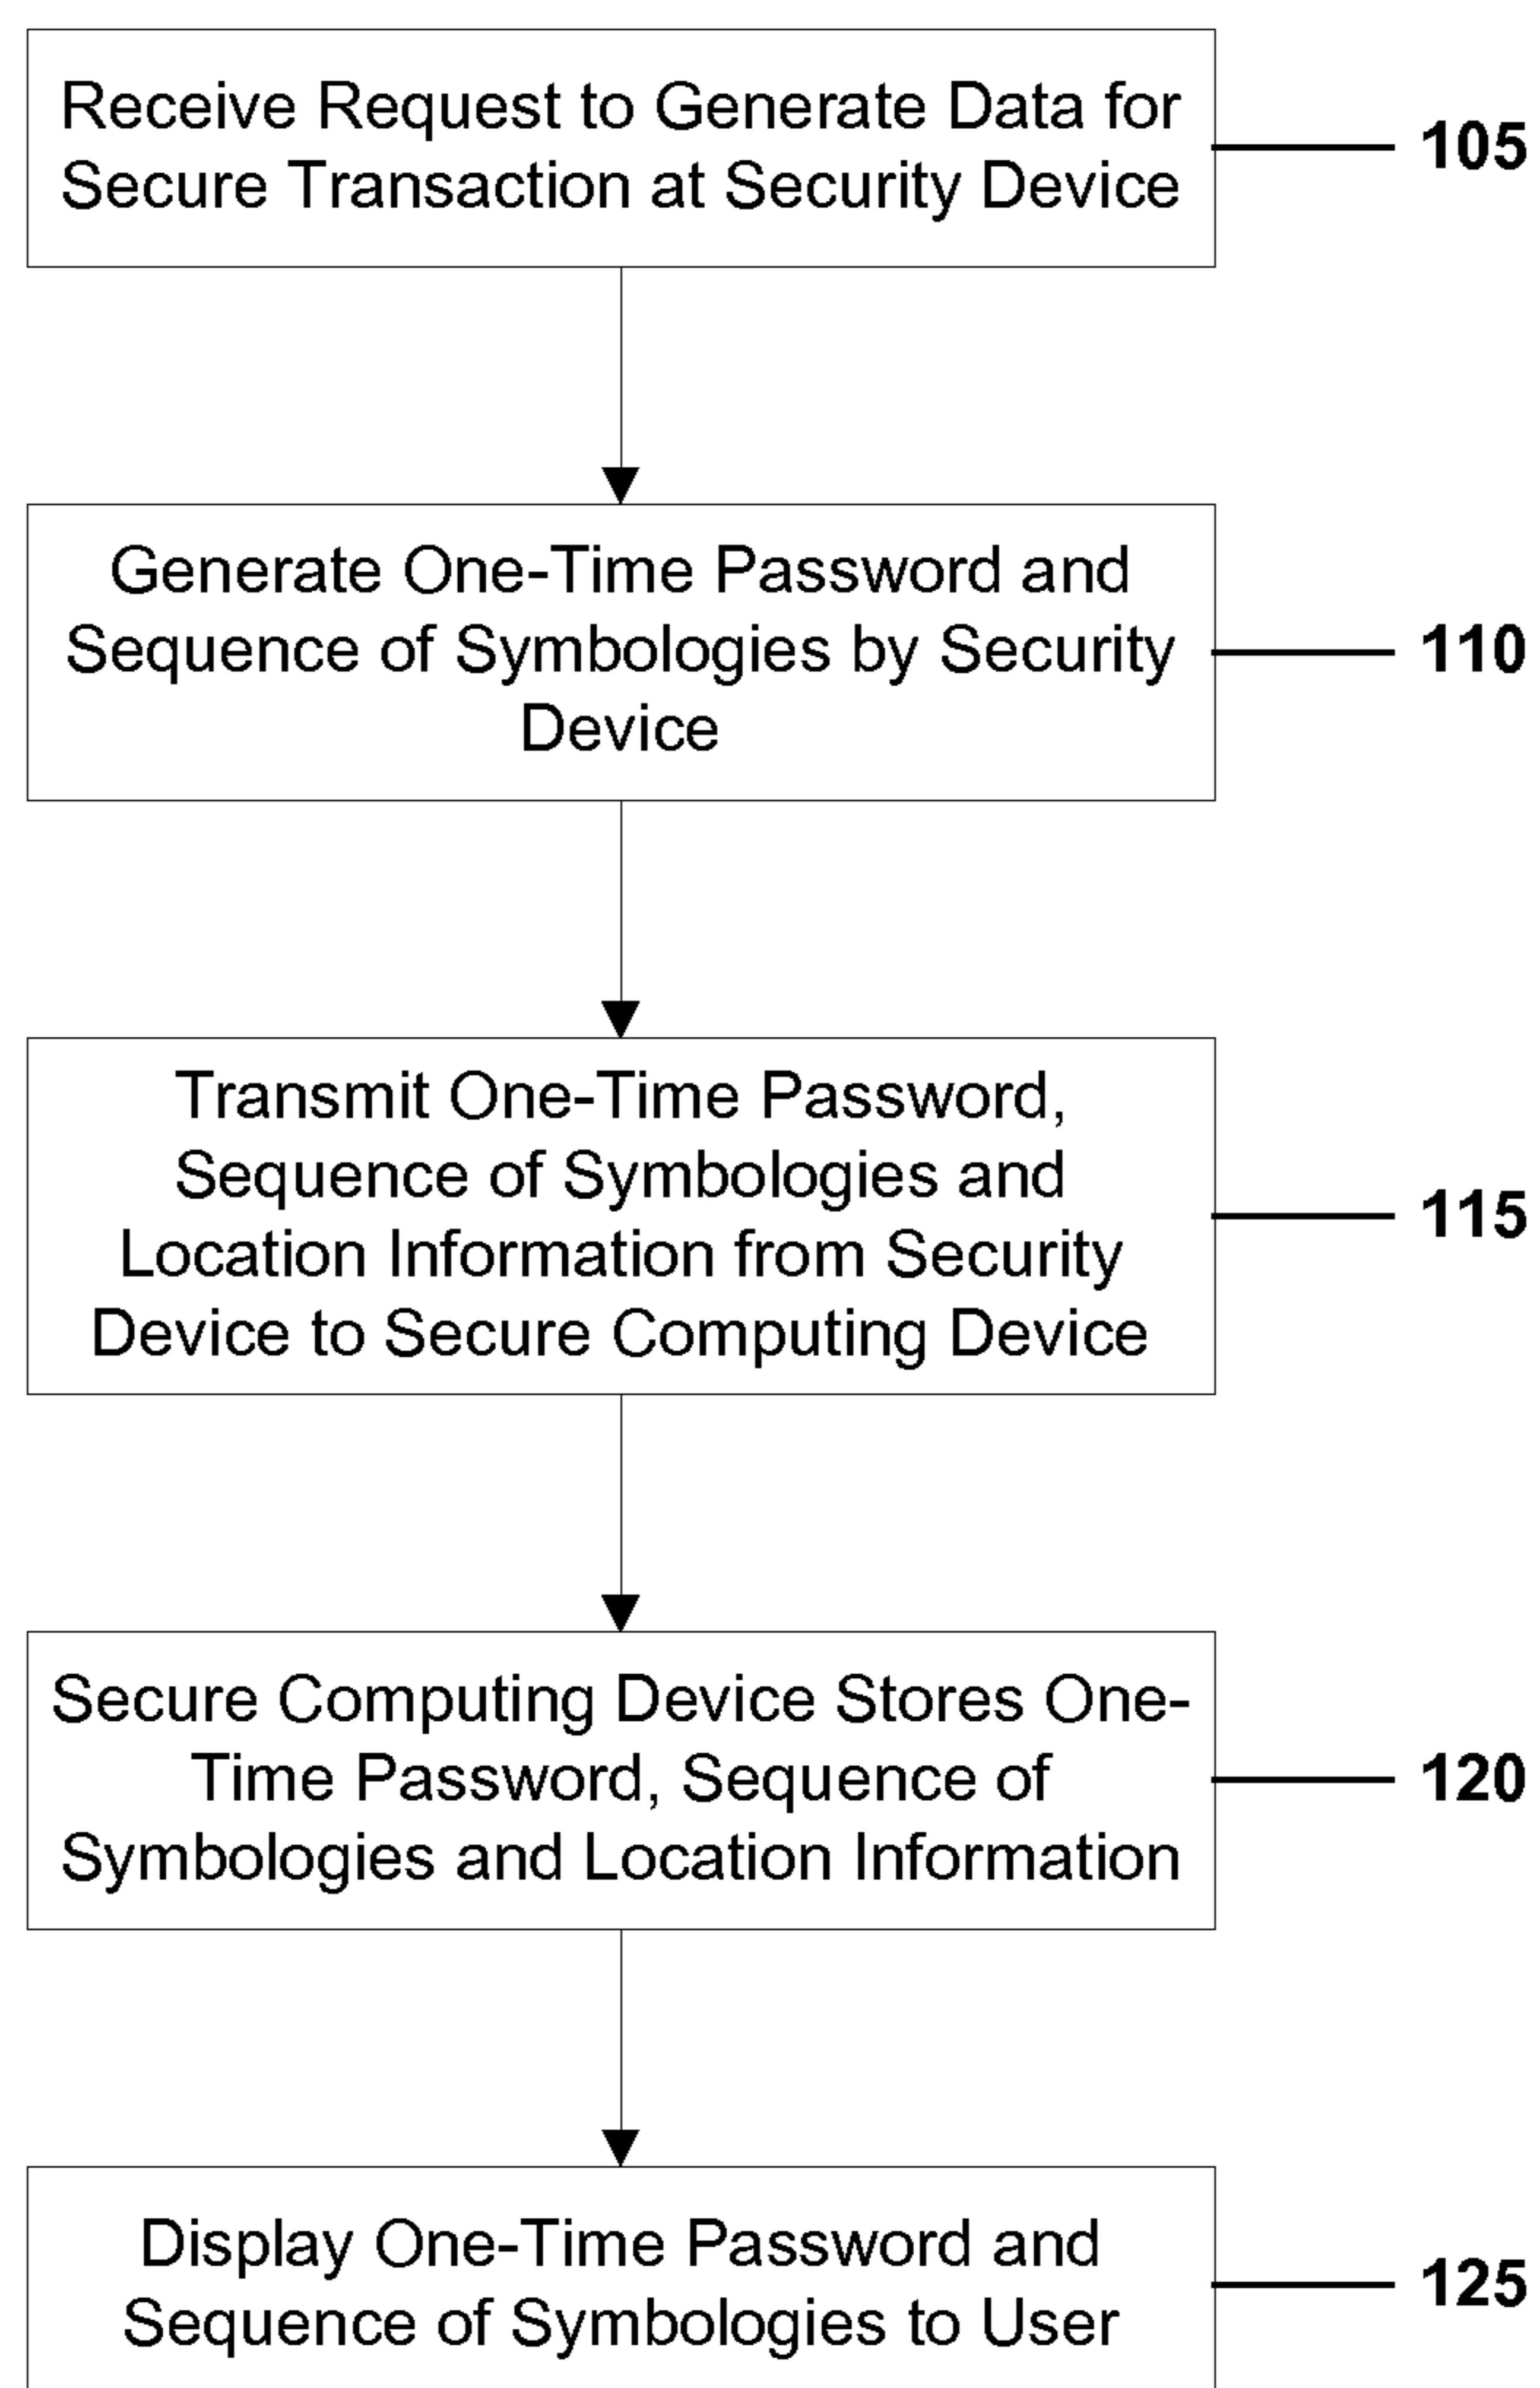 Receive Request to Generate Data for
Secure Transaction at Security Device
105
Generate One-Time Password and
Sequence of Symbologies by Security
Device
110
Transmit One-Time Password,
Sequence of Symbologies and
Location Information from Security
Device to Secure Computing Device
115
Secure Computing Device Stores One-
Time Password, Sequence of
Symbologies and Location Information
120
Display One-Time Password and
Sequence of Symbologies to User
125